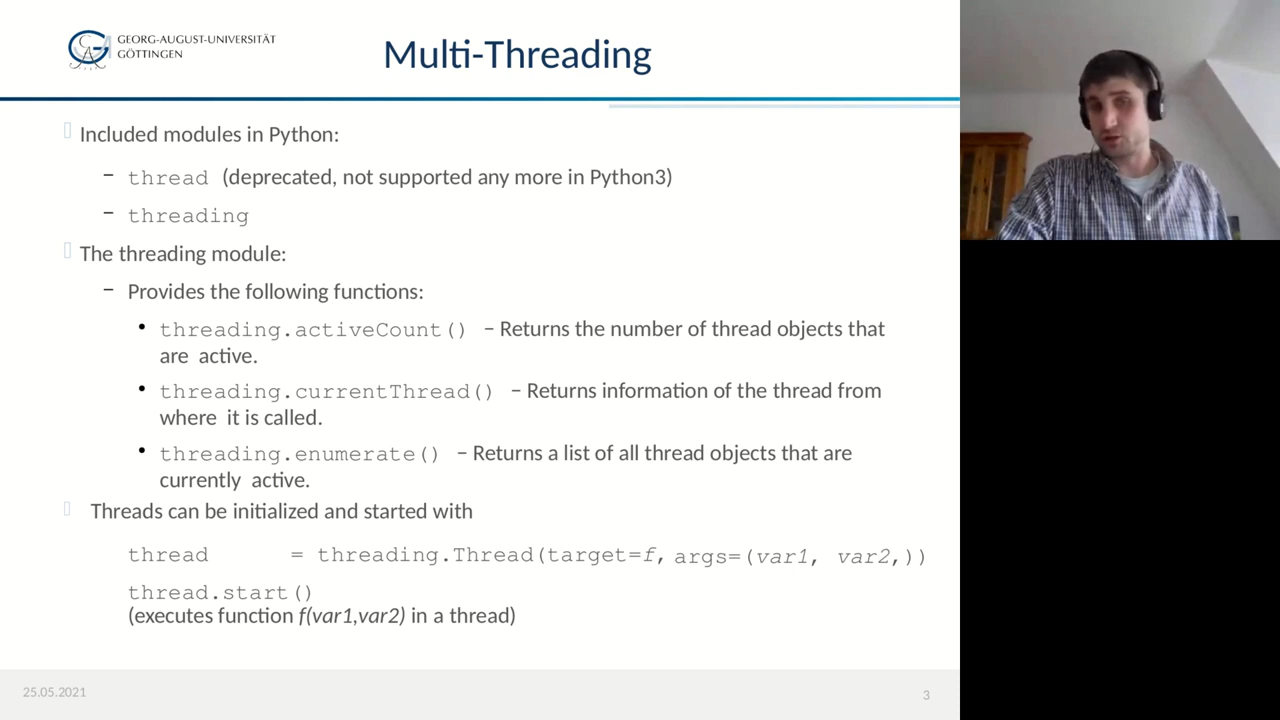 GEORG-AUGUST-UNIVERSITÄT
GÖTTINGEN
Multi-Threading
Included modules in Python:
– thread (deprecated, not supported any more in Python3)
– threading
The threading module:
– Provides the following functions:
• threading.activeCount() – Returns the number of thread objects that
are active.
• threading.currentThread() – Returns information of the thread from
where it is called.
• threading.enumerate() – Returns a list of all thread objects that are
currently active.
Threads can be initialized and started with
thread = threading.Thread(target=f, args=(var1, var2,))
thread.start()
(executes function f(var1,var2) in a thread)
25.05.2021
3